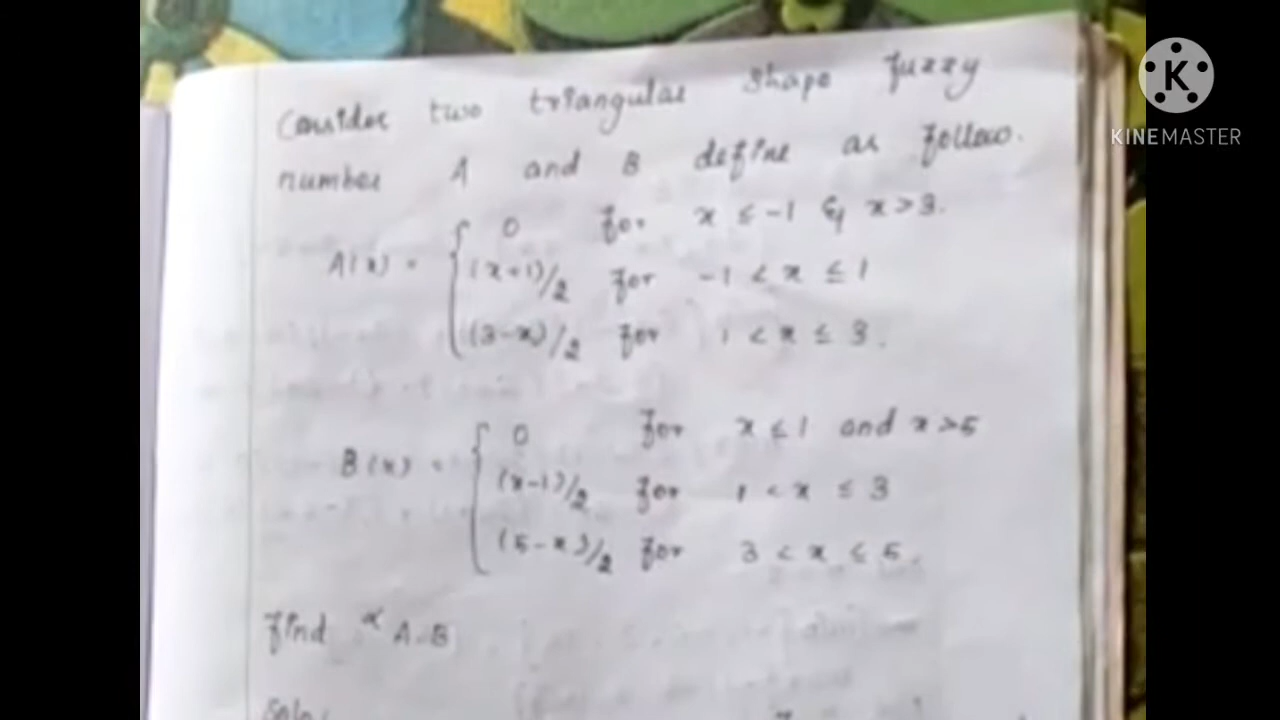 Consider two triangular shape fuzzy
number A and B define as follow.
A(x) = { 0 for x ≤ -1 & x > 3.
(x+1)/2 for -1 < x ≤ 1
(3-x)/2 for 1 < x ≤ 3.
B(x) = { 0 for x ≤ 1 and x > 5
(x-1)/2 for 1 < x ≤ 3
(5-x)/2 for 3 < x ≤ 5.
find ᅠα A.B
Soln:
K
KINEMASTER